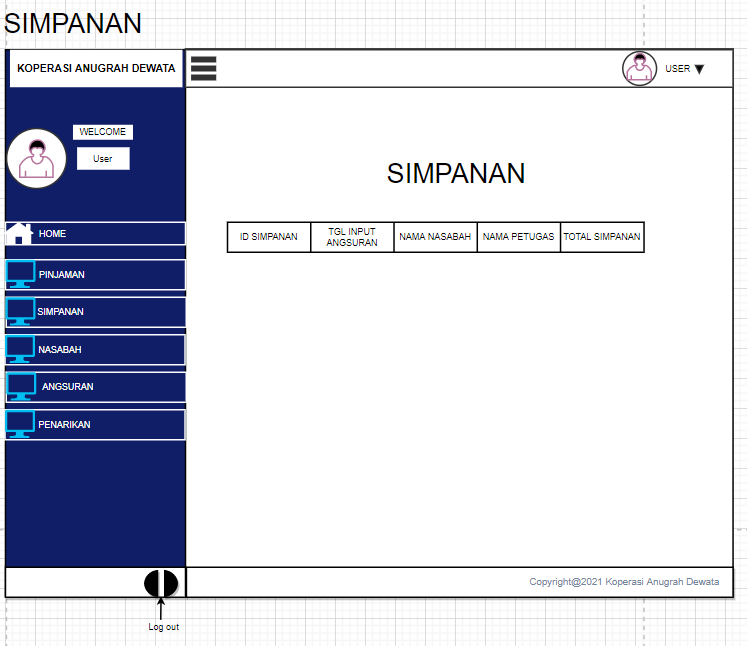 SIMPANAN
KOPERASI ANUGRAH DEWATA
USER
WELCOME
User
HOME
PINJAMAN
SIMPANAN
NASABAH
ANGSURAN
PENARIKAN
SIMPANAN
ID SIMPANAN
TGL INPUT
ANGSURAN
NAMA NASABAH
NAMA PETUGAS
TOTAL SIMPANAN
Copyright@2021 Koperasi Anugrah Dewata
Log out